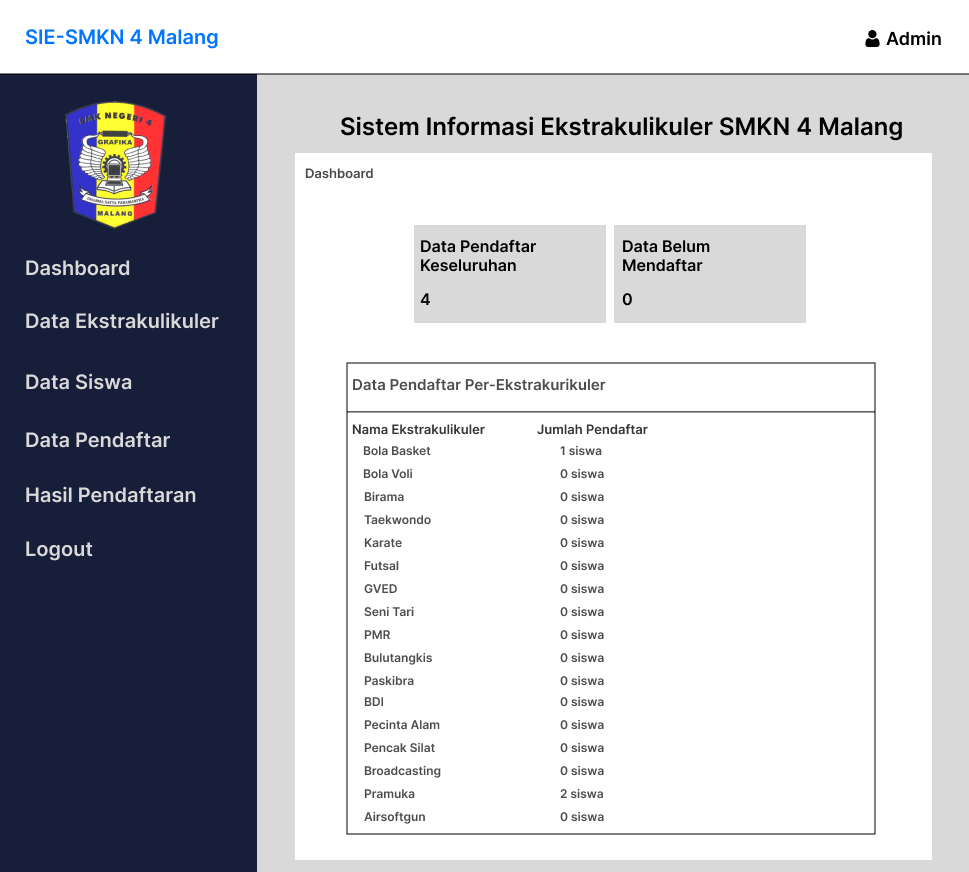 SIE-SMKN 4 Malang
Admin
SMK NEGERI 4
GRAFIKA
MALANG
Dashboard
Data Ekstrakulikuler
Data Siswa
Data Pendaftar
Hasil Pendaftaran
Logout
Sistem Informasi Ekstrakulikuler SMKN 4 Malang
Dashboard
Data Pendaftar
Keseluruhan
4
Data Belum
Mendaftar
0
Data Pendaftar Per-Ekstrakurikuler
Nama Ekstrakulikuler Jumlah Pendaftar
Bola Basket 1 siswa
Bola Voli 0 siswa
Birama 0 siswa
Taekwondo 0 siswa
Karate 0 siswa
Futsal 0 siswa
GVED 0 siswa
Seni Tari 0 siswa
PMR 0 siswa
Bulutangkis 0 siswa
Paskibra 0 siswa
BDI 0 siswa
Pecinta Alam 0 siswa
Pencak Silat 0 siswa
Broadcasting 0 siswa
Pramuka 2 siswa
Airsoftgun 0 siswa